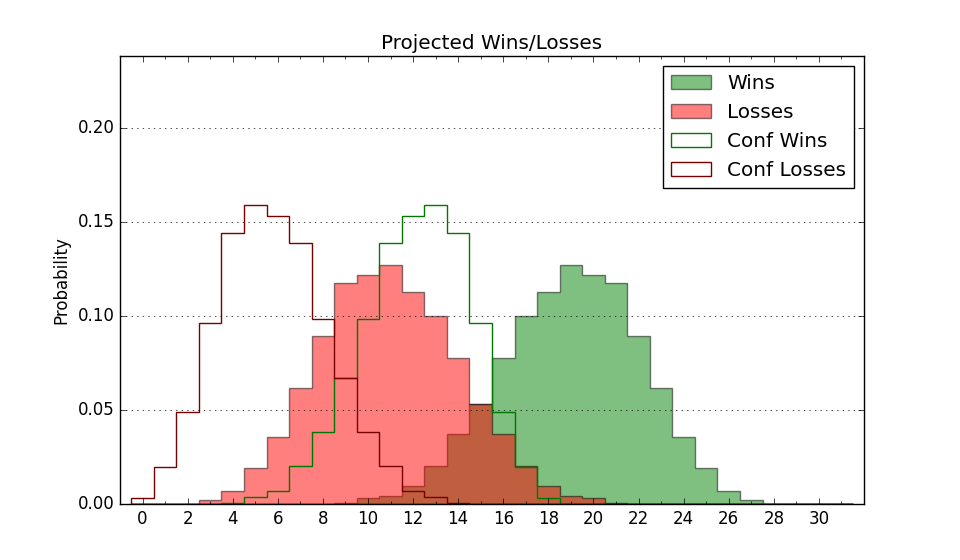 Projected Wins/Losses
Wins
Losses
Conf Wins
Conf Losses
Probability
0.20
0.15
0.10
0.05
0.00
0 2 4 6 8 10 12 14 16 18 20 22 24 26 28 30